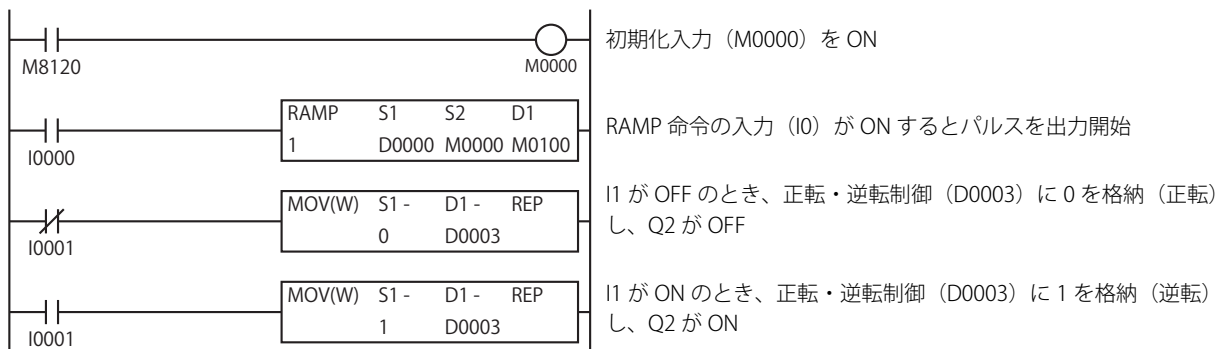 M8120
M0000
初期化入力（M0000）を ON
I0000
RAMP S1 S2 D1
1 D0000 M0000 M0100
RAMP 命令の入力（I0）が ON するとパルスを出力開始
I0001
MOV(W) S1 - D1 - REP
0 D0003
I1 が OFF のとき、正転・逆転制御（D0003）に 0 を格納（正転）
し、Q2 が OFF
I0001
MOV(W) S1 - D1 - REP
1 D0003
I1 が ON のとき、正転・逆転制御（D0003）に 1 を格納（逆転）
し、Q2 が ON